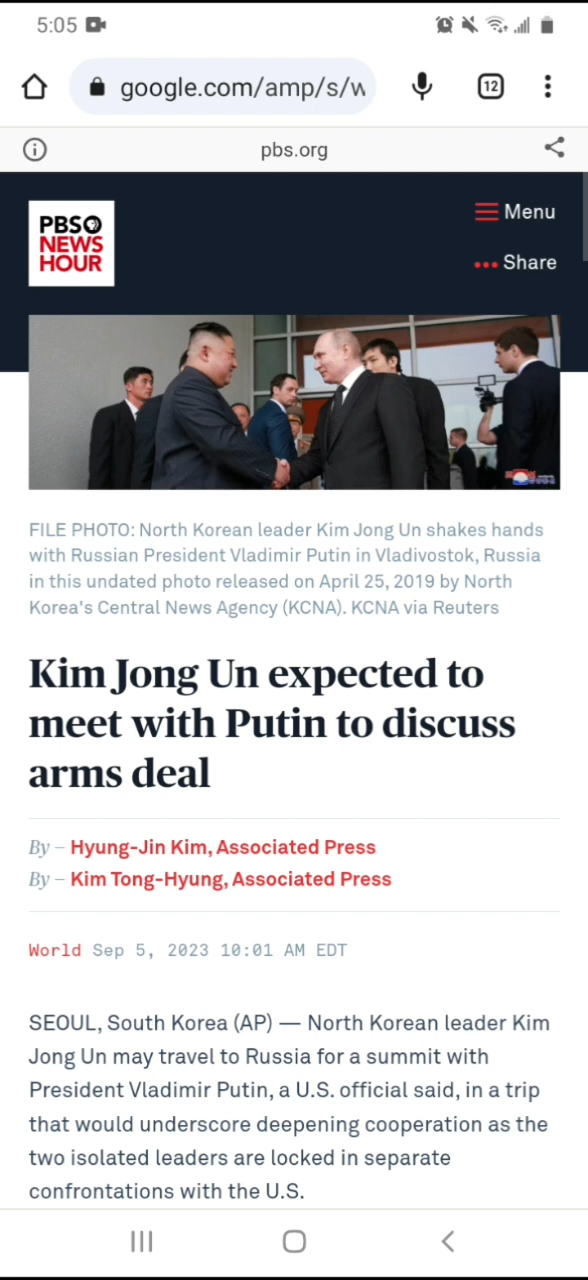 5:05
google.com/amp/s/w
12
pbs.org
PBS
NEWS
HOUR
Menu
Share
FILE PHOTO: North Korean leader Kim Jong Un shakes hands
with Russian President Vladimir Putin in Vladivostok, Russia
in this undated photo released on April 25, 2019 by North
Korea's Central News Agency (KCNA). KCNA via Reuters
Kim Jong Un expected to
meet with Putin to discuss
arms deal
By – Hyung-Jin Kim, Associated Press
By – Kim Tong-Hyung, Associated Press
World Sep 5, 2023 10:01 AM EDT
SEOUL, South Korea (AP) — North Korean leader Kim
Jong Un may travel to Russia for a summit with
President Vladimir Putin, a U.S. official said, in a trip
that would underscore deepening cooperation as the
two isolated leaders are locked in separate
confrontations with the U.S.